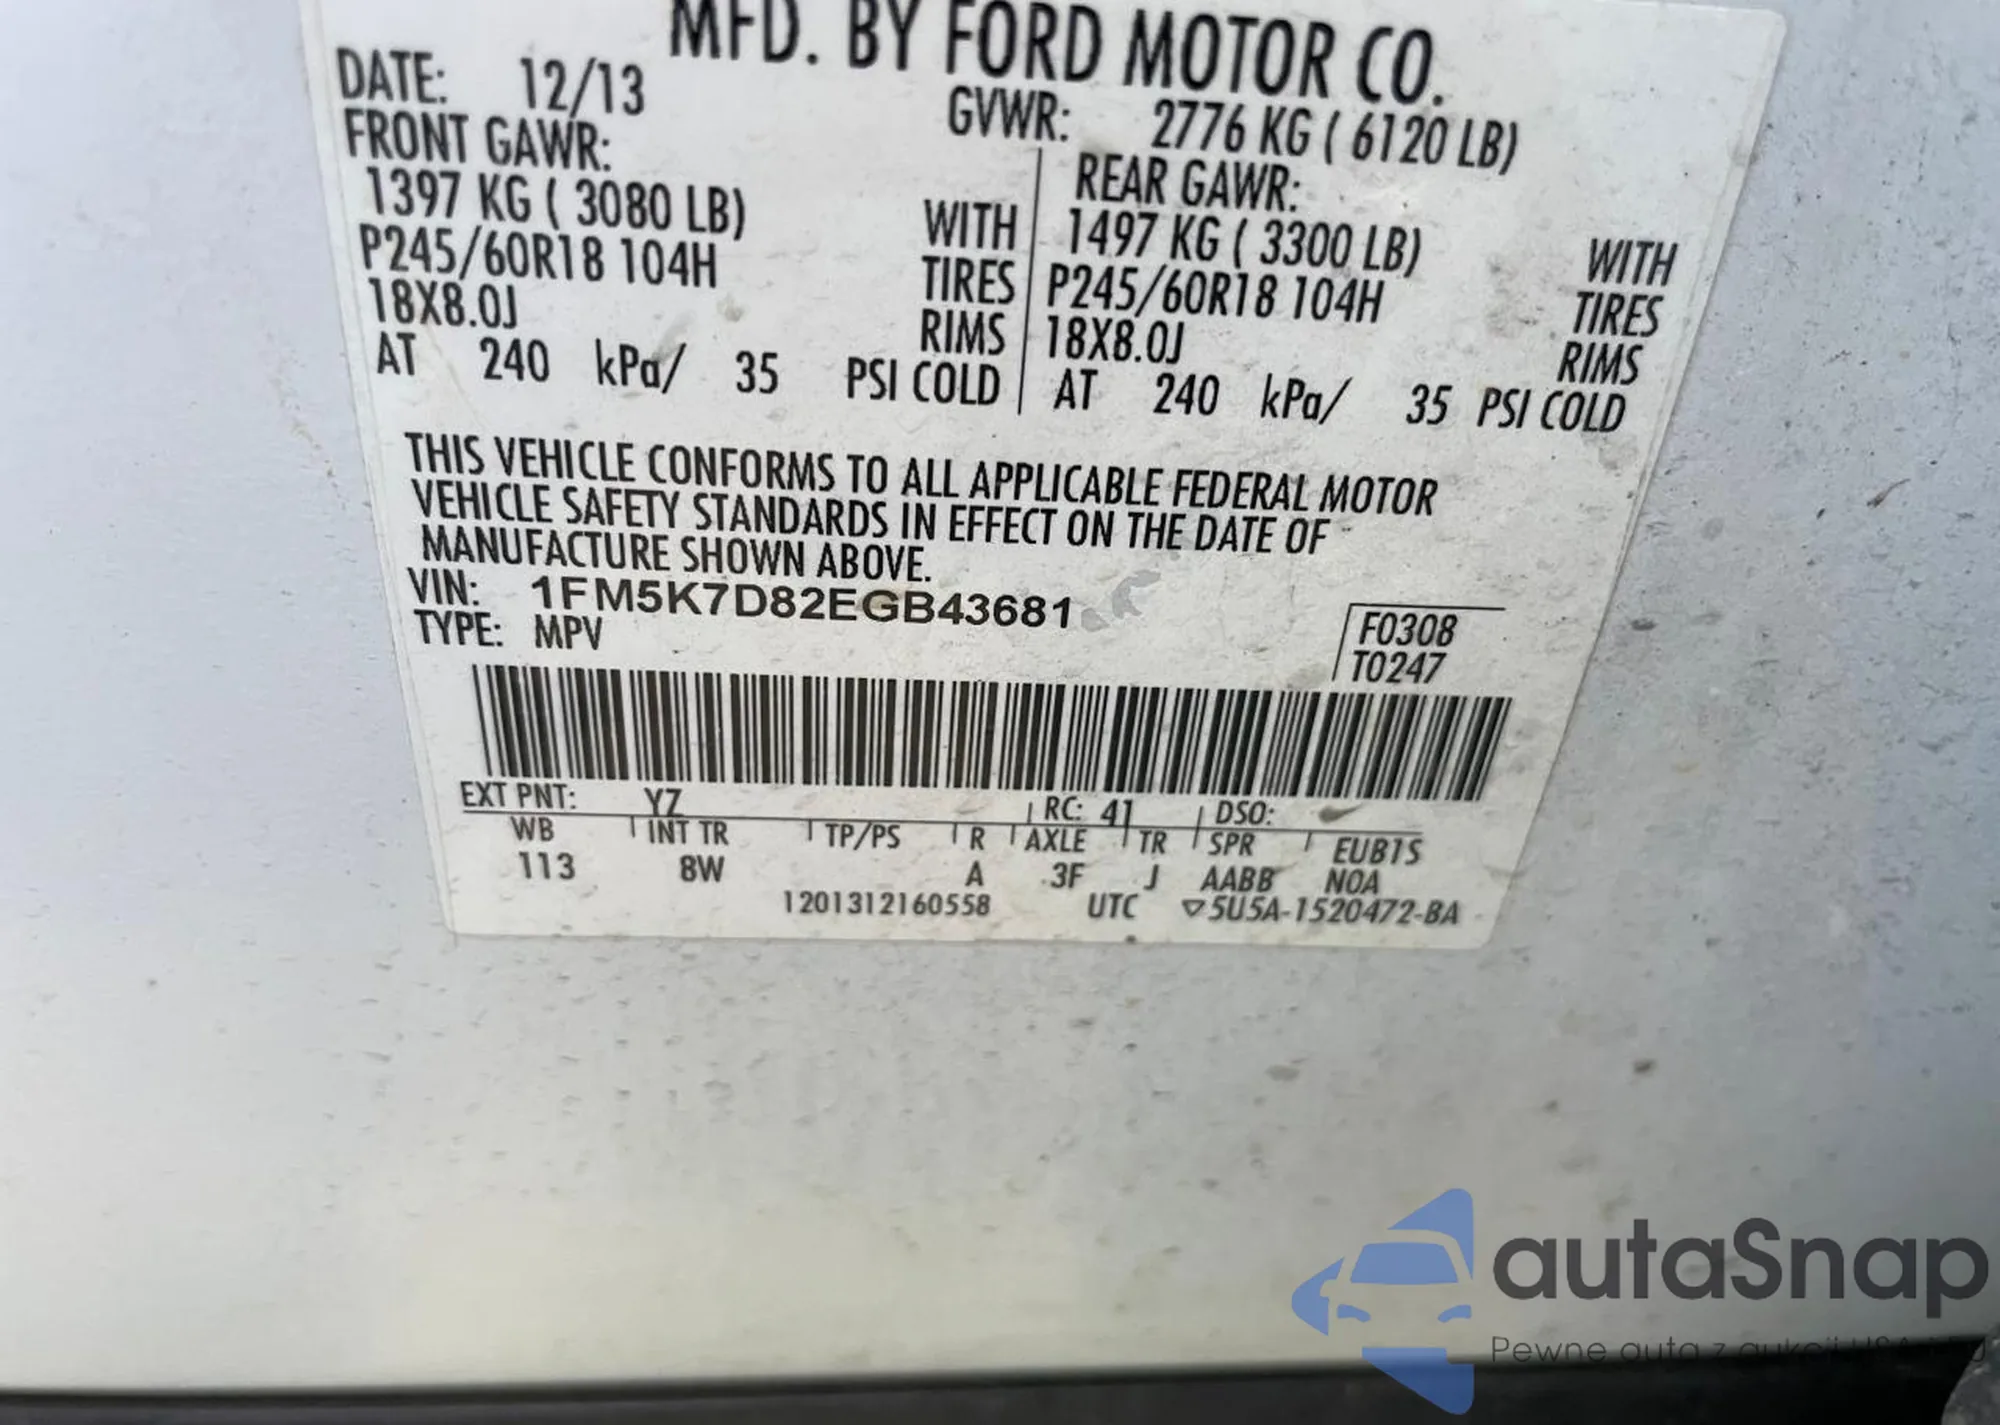 MFD. BY FORD MOTOR CO.
DATE: 12/13 GVWR: 2776 KG ( 6120 LB)
FRONT GAWR: REAR GAWR:
1397 KG ( 3080 LB) WITH 1497 KG ( 3300 LB) WITH
P245/60R18 104H TIRES P245/60R18 104H TIRES
18X8.0J RIMS 18X8.0J RIMS
AT 240 kPa/ 35 PSI COLD AT 240 kPa/ 35 PSI COLD
THIS VEHICLE CONFORMS TO ALL APPLICABLE FEDERAL MOTOR
VEHICLE SAFETY STANDARDS IN EFFECT ON THE DATE OF
MANUFACTURE SHOWN ABOVE.
VIN: 1FM5K7D82EGB43681
TYPE: MPV
F0308
T0247
EXT PNT: YZ RC: 41 DSO:
WB INT TR TP/PS R AXLE TR SPR EUB1S
113 8W A 3F J AABB NOA
1201312160558 UTC ▽5U5A-1520472-BA
autaSnap
Pewne auta z aukcji USA i